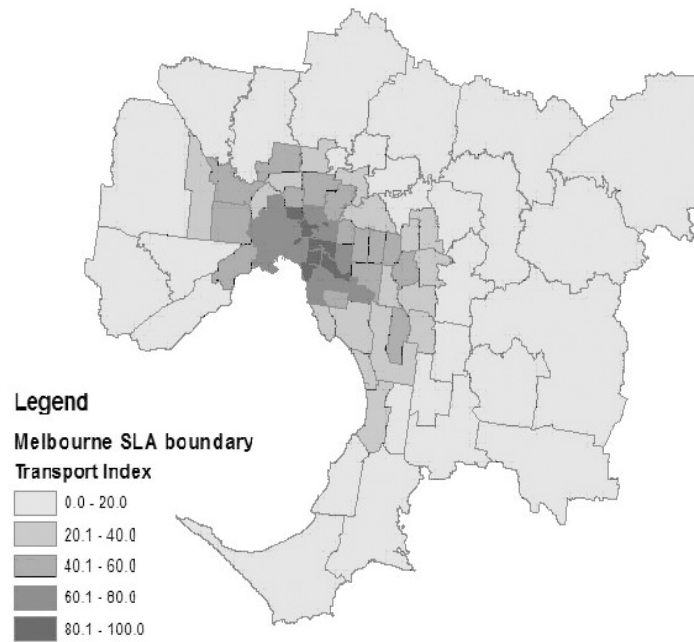 Legend
Melbourne SLA boundary
Transport Index
0.0 - 20.0
20.1 - 40.0
40.1 - 60.0
60.1 - 80.0
80.1 - 100.0